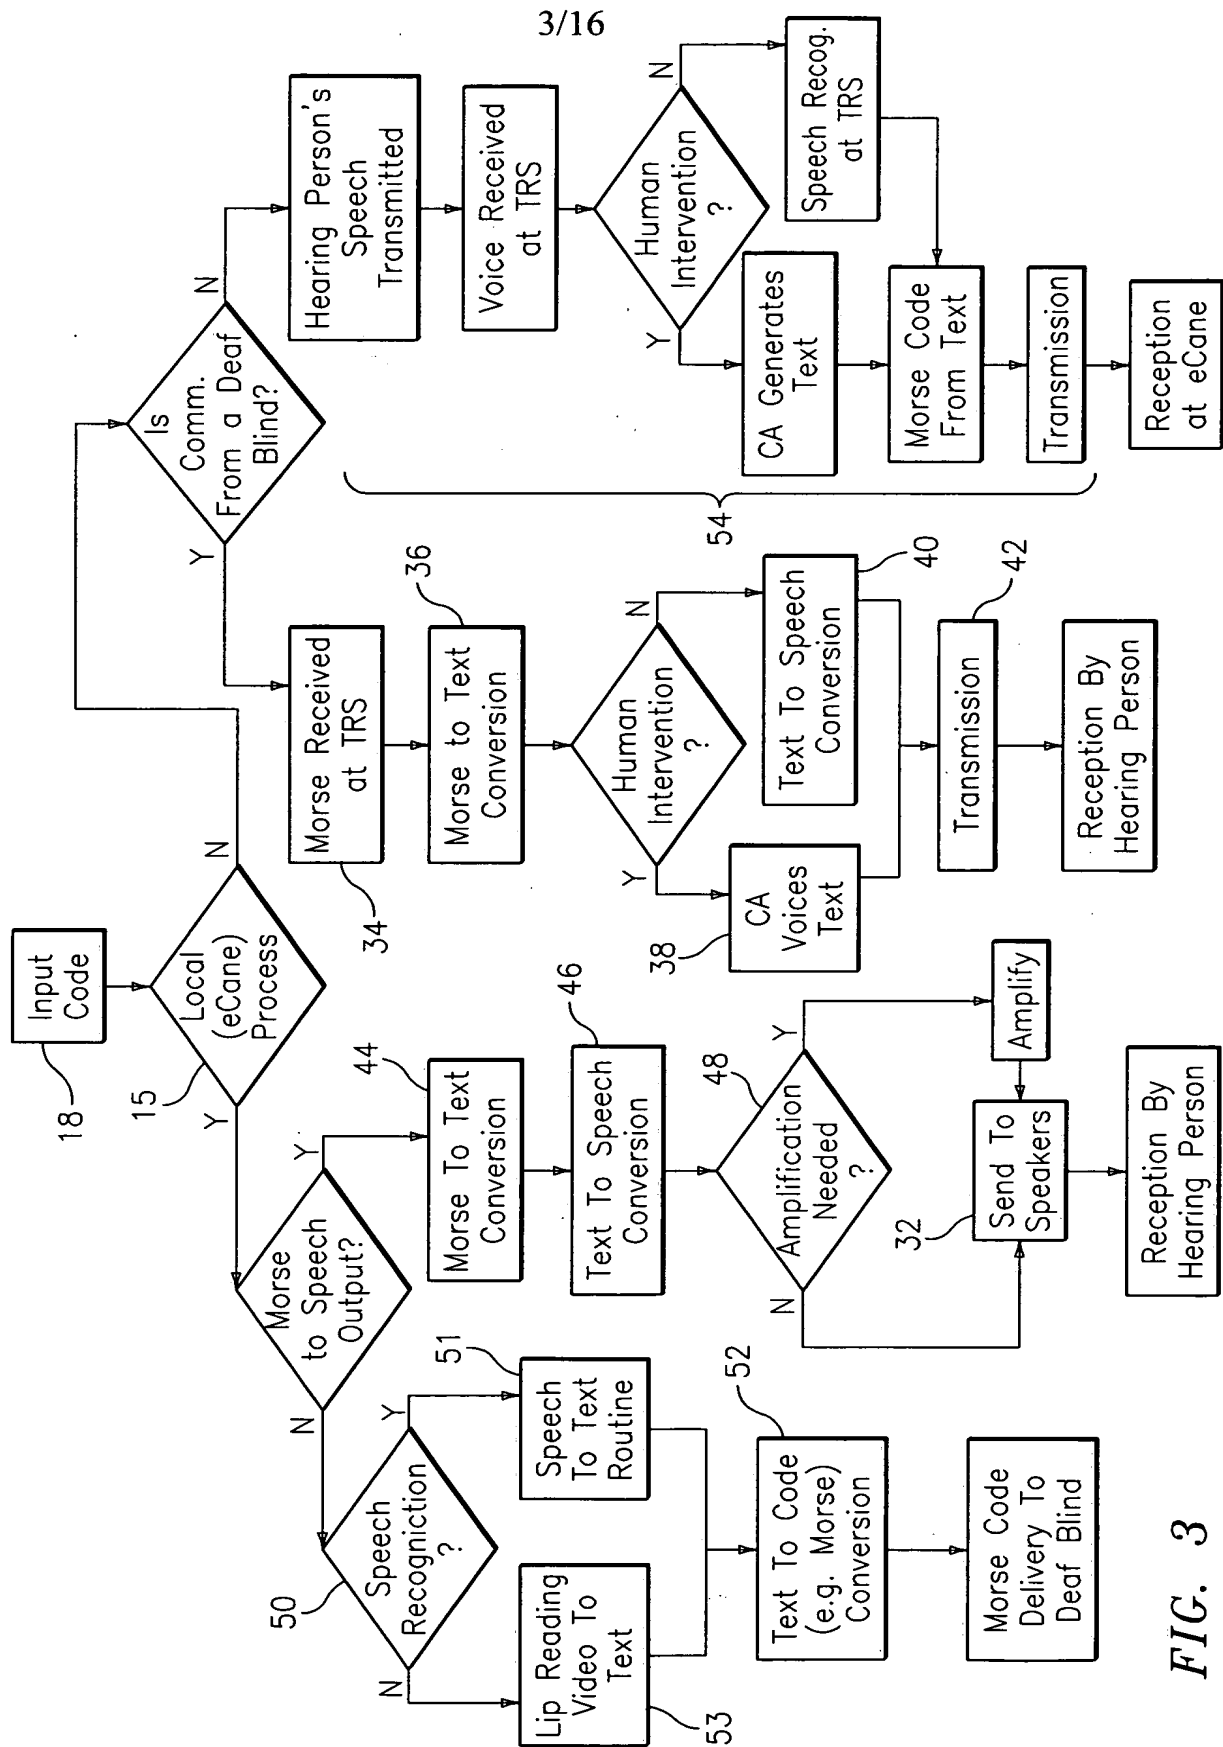 3/16
Input
Code
18
Local
(eCane)
Process
15
Y
N
Is
Comm.
From a Deaf
Blind?
Y
N
Morse
to Speech
Output?
N
Y
Speech
Recogniction
?
50
N
Y
Lip Reading
Video To
Text
53
Speech
To Text
Routine
51
Text To Code
(e.g. Morse)
Conversion
52
Morse Code
Delivery To
Deaf Blind
Morse To Text
Conversion
44
Text To Speech
Conversion
46
Amplification
Needed
?
48
N
Y
Amplify
Send To
Speakers
32
Reception By
Hearing Person
Morse Received
at TRS
34
Morse to Text
Conversion
36
Human
Intervention
?
Y
N
CA
Voices
Text
38
Text To Speech
Conversion
40
Transmission
42
Reception By
Hearing Person
Hearing Person's
Speech
Transmitted
Voice Received
at TRS
Human
Intervention
?
Y
N
CA Generates
Text
Speech Recog.
at TRS
Morse Code
From Text
Transmission
54
Reception
at eCane
FIG. 3